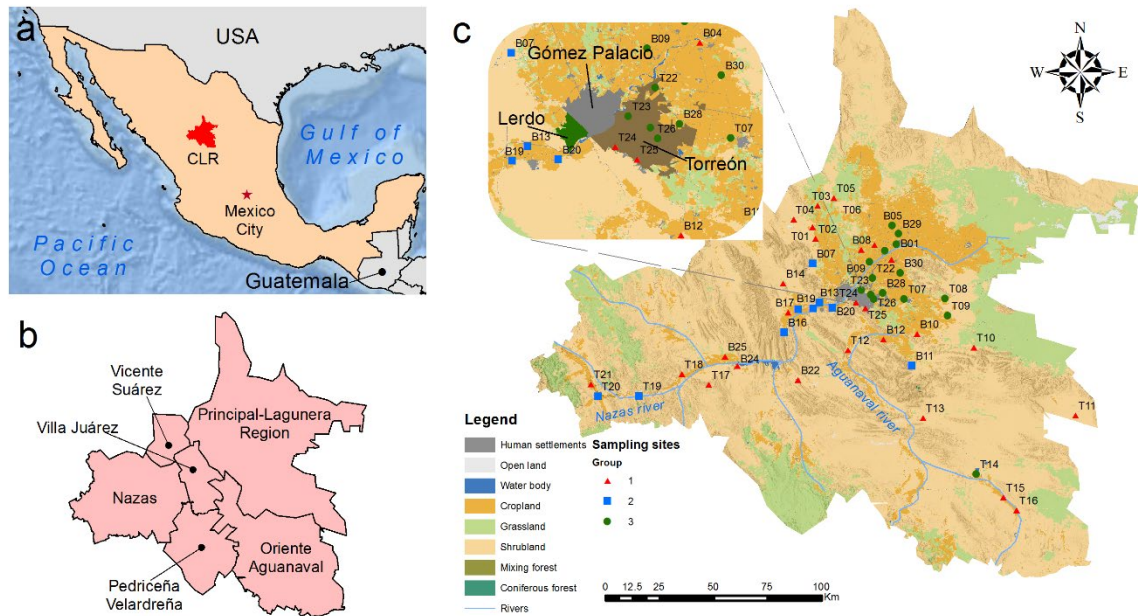 a
USA
Gulf of
Mexico
CLR
Mexico
City
Pacific
Ocean
Guatemala
b
Vicente
Suárez
Villa Juárez
Principal-Lagunera
Region
Nazas
Oriente
Aguanaval
Pedriceña
Velardreña
c
B07
B09
B04
Gómez Palacio
B30
T22
T23
Lerdo
B28
T26
T07
T24
B13
T25
Torreón
B19
B20
B12
N
W
E
S
T05
T03
T04
T06
T02
T01
B05
B29
B08
B01
B07
B09
T22
B30
B14
T23
B28
T07
T08
B13
T24
B19
B17
T26
T09
B20
T25
B16
B12
B10
T12
T10
B25
B11
B24
T18
T21
T20
T19
T17
B22
Nazas river
Aguanaval river
T13
T11
T14
T15
T16
Legend
Human settlements
Open land
Water body
Cropland
Grassland
Shrubland
Mixing forest
Coniferous forest
Rivers
Sampling sites
Group
1
2
3
0 12.5 25 50 75 100
Km